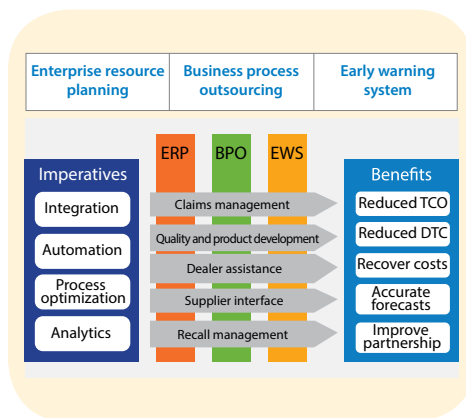 Enterprise resource
planning
Business process
outsourcing
Early warning
system
ERP
BPO
EWS
Imperatives
Integration
Automation
Process
optimization
Analytics
Claims management
Quality and product development
Dealer assistance
Supplier interface
Recall management
Benefits
Reduced TCO
Reduced DTC
Recover costs
Accurate
forecasts
Improve
partnership